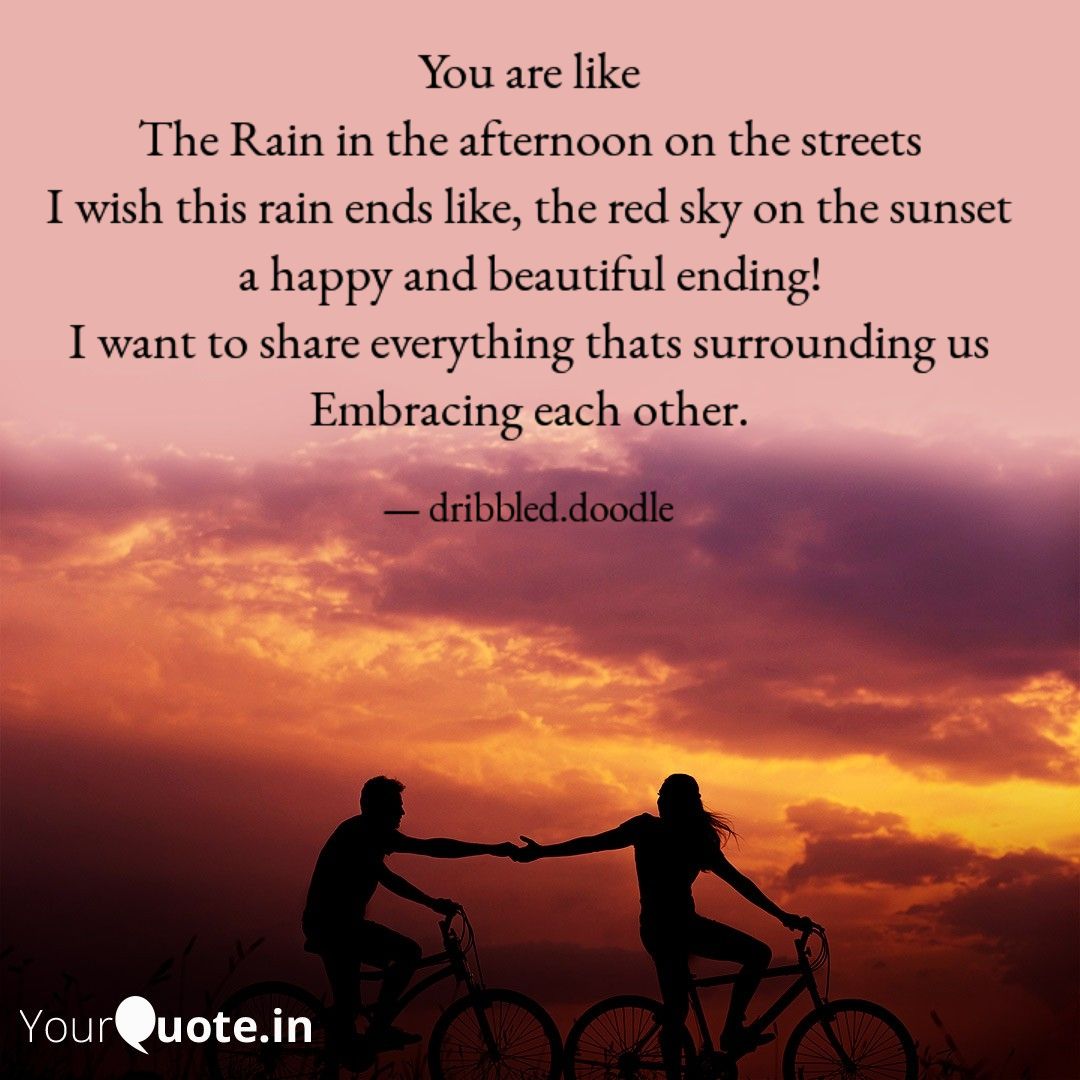 You are like
The Rain in the afternoon on the streets
I wish this rain ends like, the red sky on the sunset
a happy and beautiful ending!
I want to share everything thats surrounding us
Embracing each other.
— dribbled.doodle
YourQuote.in